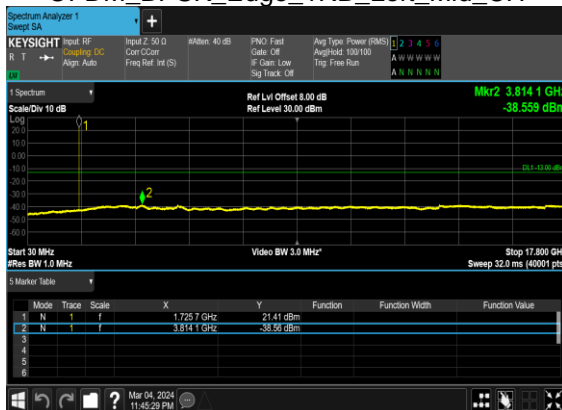 Spectrum Analyzer 1
Swept SA
KEYSIGHT
R T
Input: RF
Coupling: DC
Align: Auto
Input Z: 50 Ω
Corr CCorr
Freq Ref: Int (S)
#Atten: 40 dB
PNO: Fast
Gate: Off
IF Gain: Low
Sig Track: Off
Avg Type: Power (RMS)
Avg|Hold: 100/100
Trig: Free Run
1 2 3 4 5 6
A W W W W W
A N N N N N
1 Spectrum
Scale/Div 10 dB
Ref Lvl Offset 8.00 dB
Ref Level 30.00 dBm
Mkr2 3.814 1 GHz
-38.559 dBm
Log
20.0
10.0
0.00
-10.0
-20.0
-30.0
-40.0
-50.0
-60.0
1
2
DL1 -13.00 dBm
Start 30 MHz
#Res BW 1.0 MHz
Video BW 3.0 MHz*
Stop 17.800 GHz
Sweep 32.0 ms (40001 pts)
5 Marker Table
Mode Trace Scale X Y Function Function Width Function Value
1 N 1 f 1.725 7 GHz 21.41 dBm
2 N 1 f 3.814 1 GHz -38.56 dBm
3
4
5
6
Mar 04, 2024
11:45:29 PM